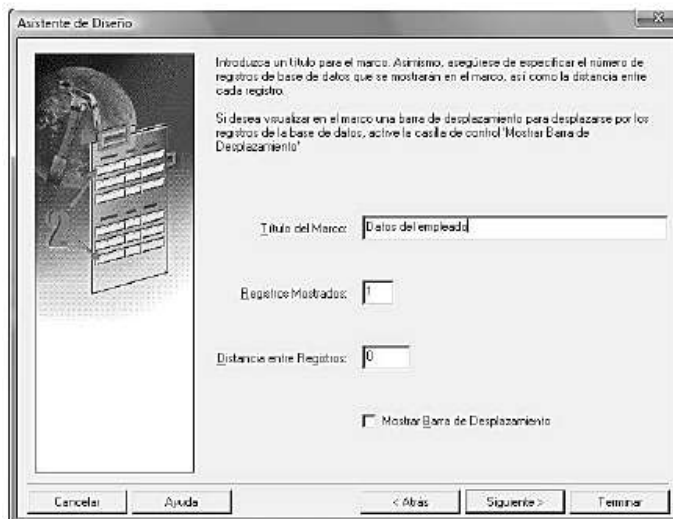 Asistente de Diseño
Introduzca un título para el marco. Asimismo, asegúrese de especificar el número de
registros de base de datos que se mostrarán en el marco, así como la distancia entre
cada registro.
Si desea visualizar en el marco una barra de desplazamiento para desplazarse por los
registros de la base de datos, active la casilla de control 'Mostrar Barra de
Desplazamiento'
Título del Marco: Datos del empleado
Registros Mostrados: 1
Distancia entre Registros: 0
Mostrar Barra de Desplazamiento
2
Cancelar Ayuda < Atrás Siguiente > Terminar